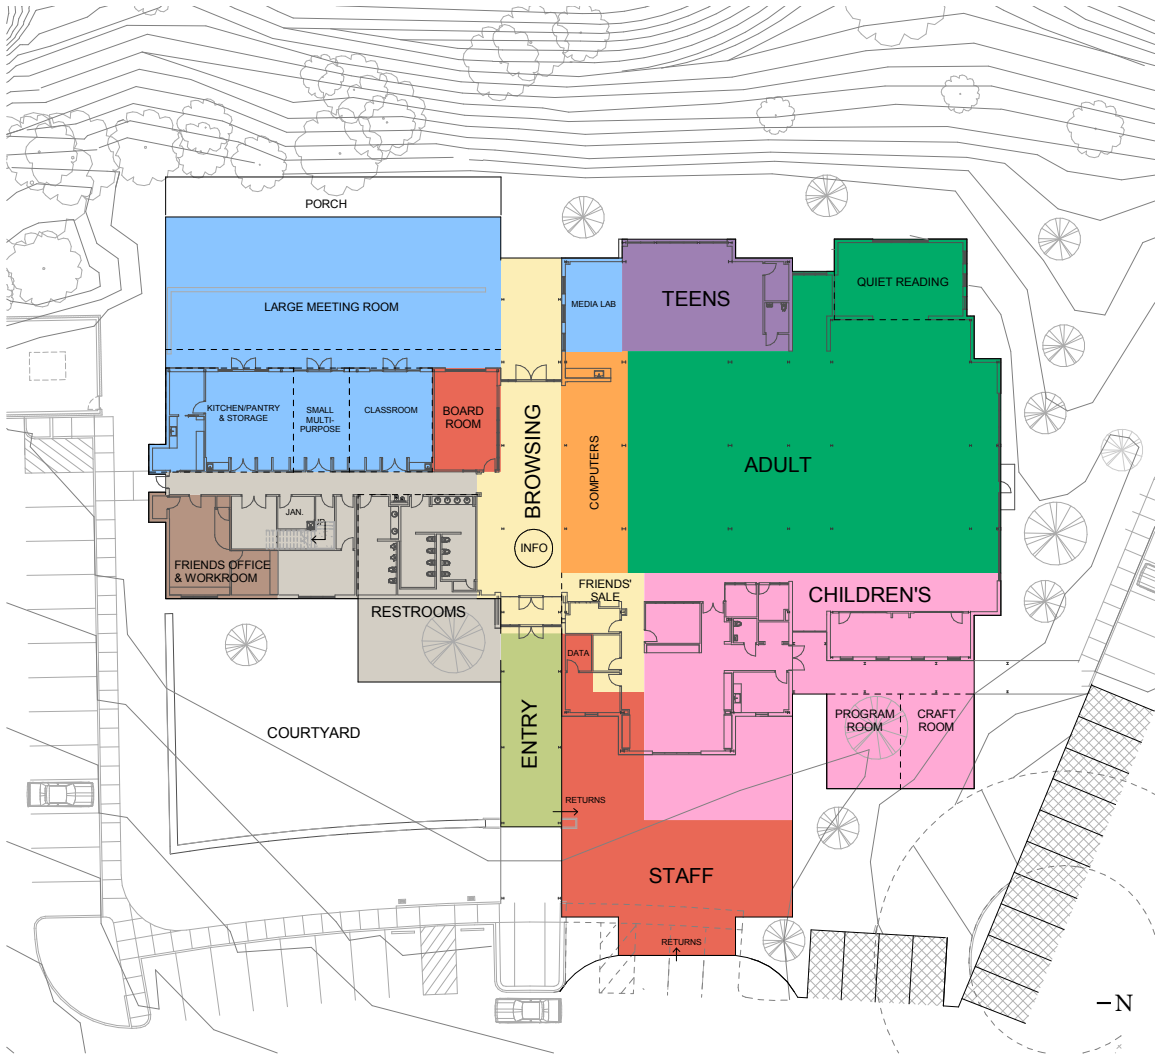 PORCH
LARGE MEETING ROOM
MEDIA LAB
TEENS
QUIET READING
KITCHEN/PANTRY
& STORAGE
SMALL
MULTI-
PURPOSE
CLASSROOM
BOARD
ROOM
BROWSING
COMPUTERS
ADULT
JAN.
INFO
FRIENDS OFFICE
& WORKROOM
RESTROOMS
FRIENDS'
SALE
CHILDREN'S
DATA
ENTRY
COURTYARD
PROGRAM
ROOM
CRAFT
ROOM
RETURNS
STAFF
RETURNS
–N